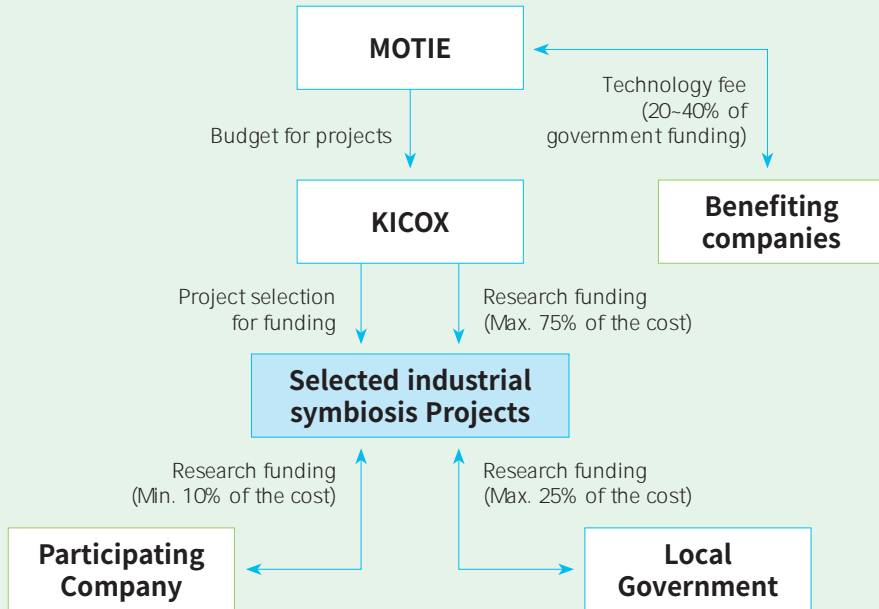 MOTIE
Technology fee
(20~40% of
government funding)
Budget for projects
Benefiting
companies
KICOX
Project selection
for funding
Research funding
(Max. 75% of the cost)
Selected industrial
symbiosis Projects
Research funding
(Min. 10% of the cost)
Research funding
(Max. 25% of the cost)
Participating
Company
Local
Government